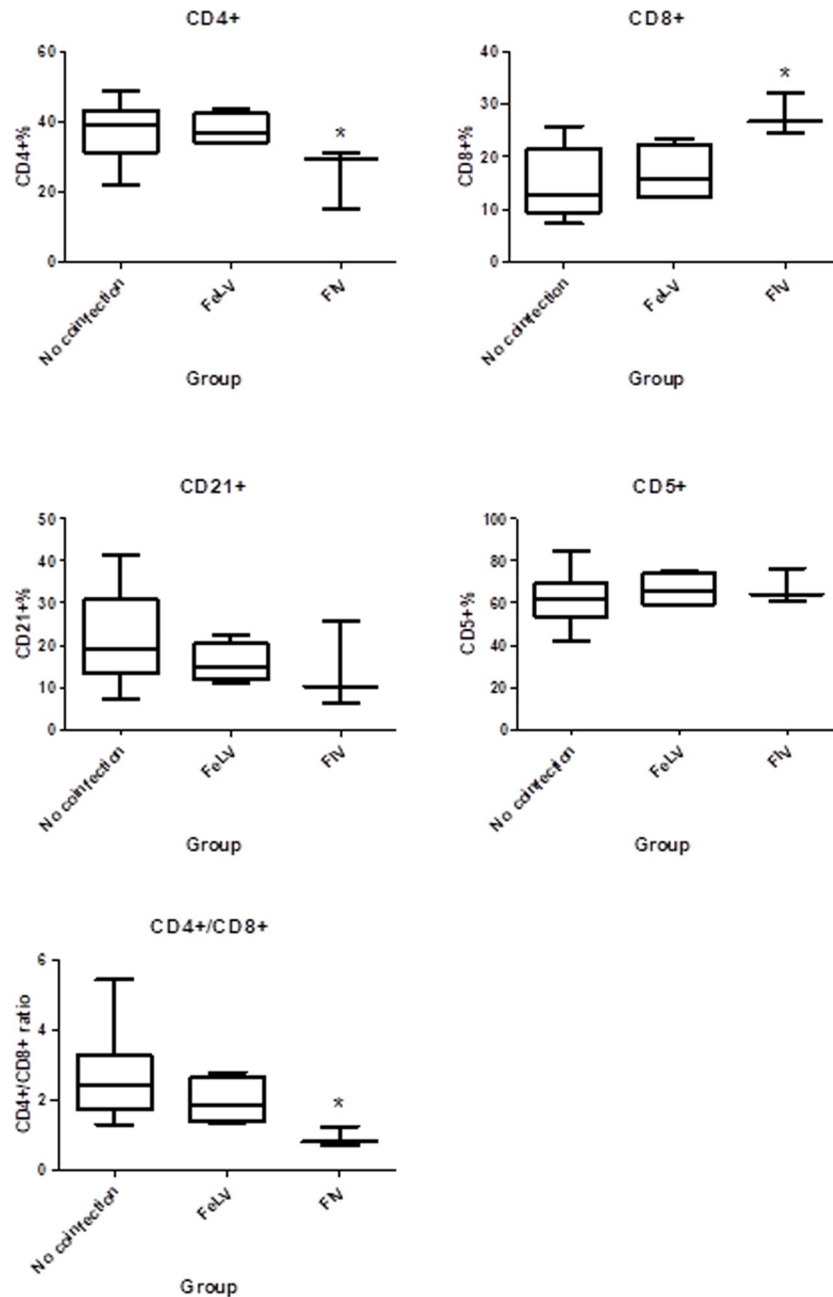 CD4+
60
40
20
0
CD4+%
*
No coinfection
FeLV
FIV
Group
CD8+
40
30
20
10
0
CD8+%
*
No coinfection
FeLV
FIV
Group
CD21+
50
40
30
20
10
0
CD21+%
No coinfection
FeLV
FIV
Group
CD5+
100
80
60
40
20
0
CD5+%
No coinfection
FeLV
FIV
Group
CD4+/CD8+
6
4
2
0
CD4+/CD8+ ratio
*
No coinfection
FeLV
FIV
Group